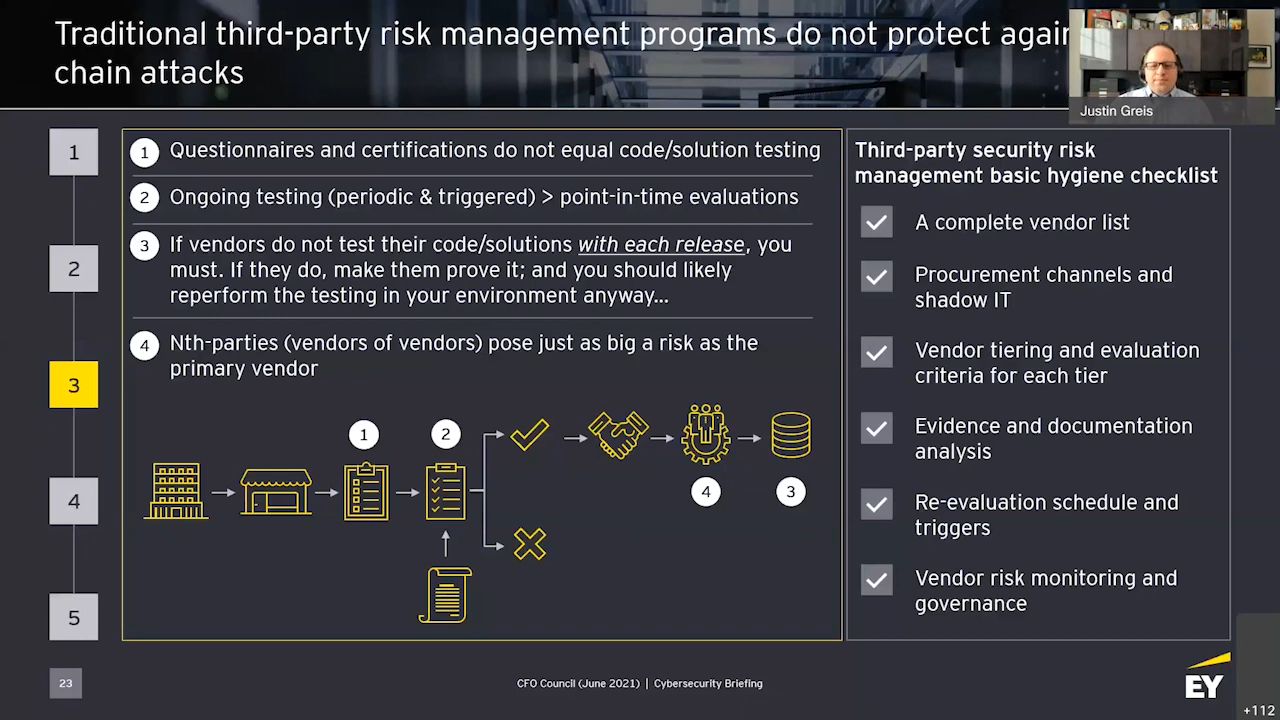 Traditional third-party risk management programs do not protect
chain attacks
Justin Greis
1
2
3
4
5
1 Questionnaires and certifications do not equal code/solution testing
2 Ongoing testing (periodic & triggered) > point-in-time evaluations
3 If vendors do not test their code/solutions with each release, you
must. If they do, make them prove it; and you should likely
reperform the testing in your environment anyway...
4 Nth-parties (vendors of vendors) pose just as big a risk as the
primary vendor
1
2
4
3
Third-party security risk
management basic hygiene checklist
A complete vendor list
Procurement channels and
shadow IT
Vendor tiering and evaluation
criteria for each tier
Evidence and documentation
analysis
Re-evaluation schedule and
triggers
Vendor risk monitoring and
governance
23
CFO Council (June 2021) | Cybersecurity Briefing
EY
+112